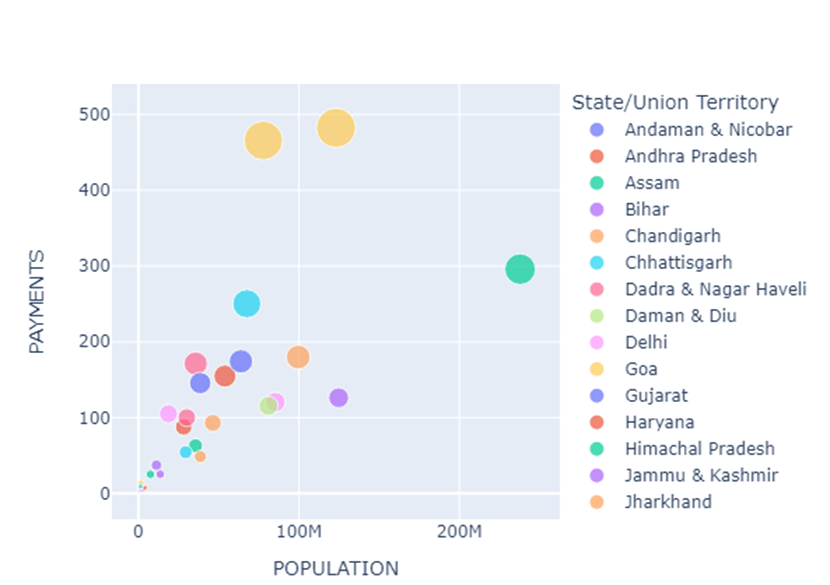 500
400
300
200
100
0
PAYMENTS
0
100M
200M
POPULATION
State/Union Territory
Andaman & Nicobar
Andhra Pradesh
Assam
Bihar
Chandigarh
Chhattisgarh
Dadra & Nagar Haveli
Daman & Diu
Delhi
Goa
Gujarat
Haryana
Himachal Pradesh
Jammu & Kashmir
Jharkhand